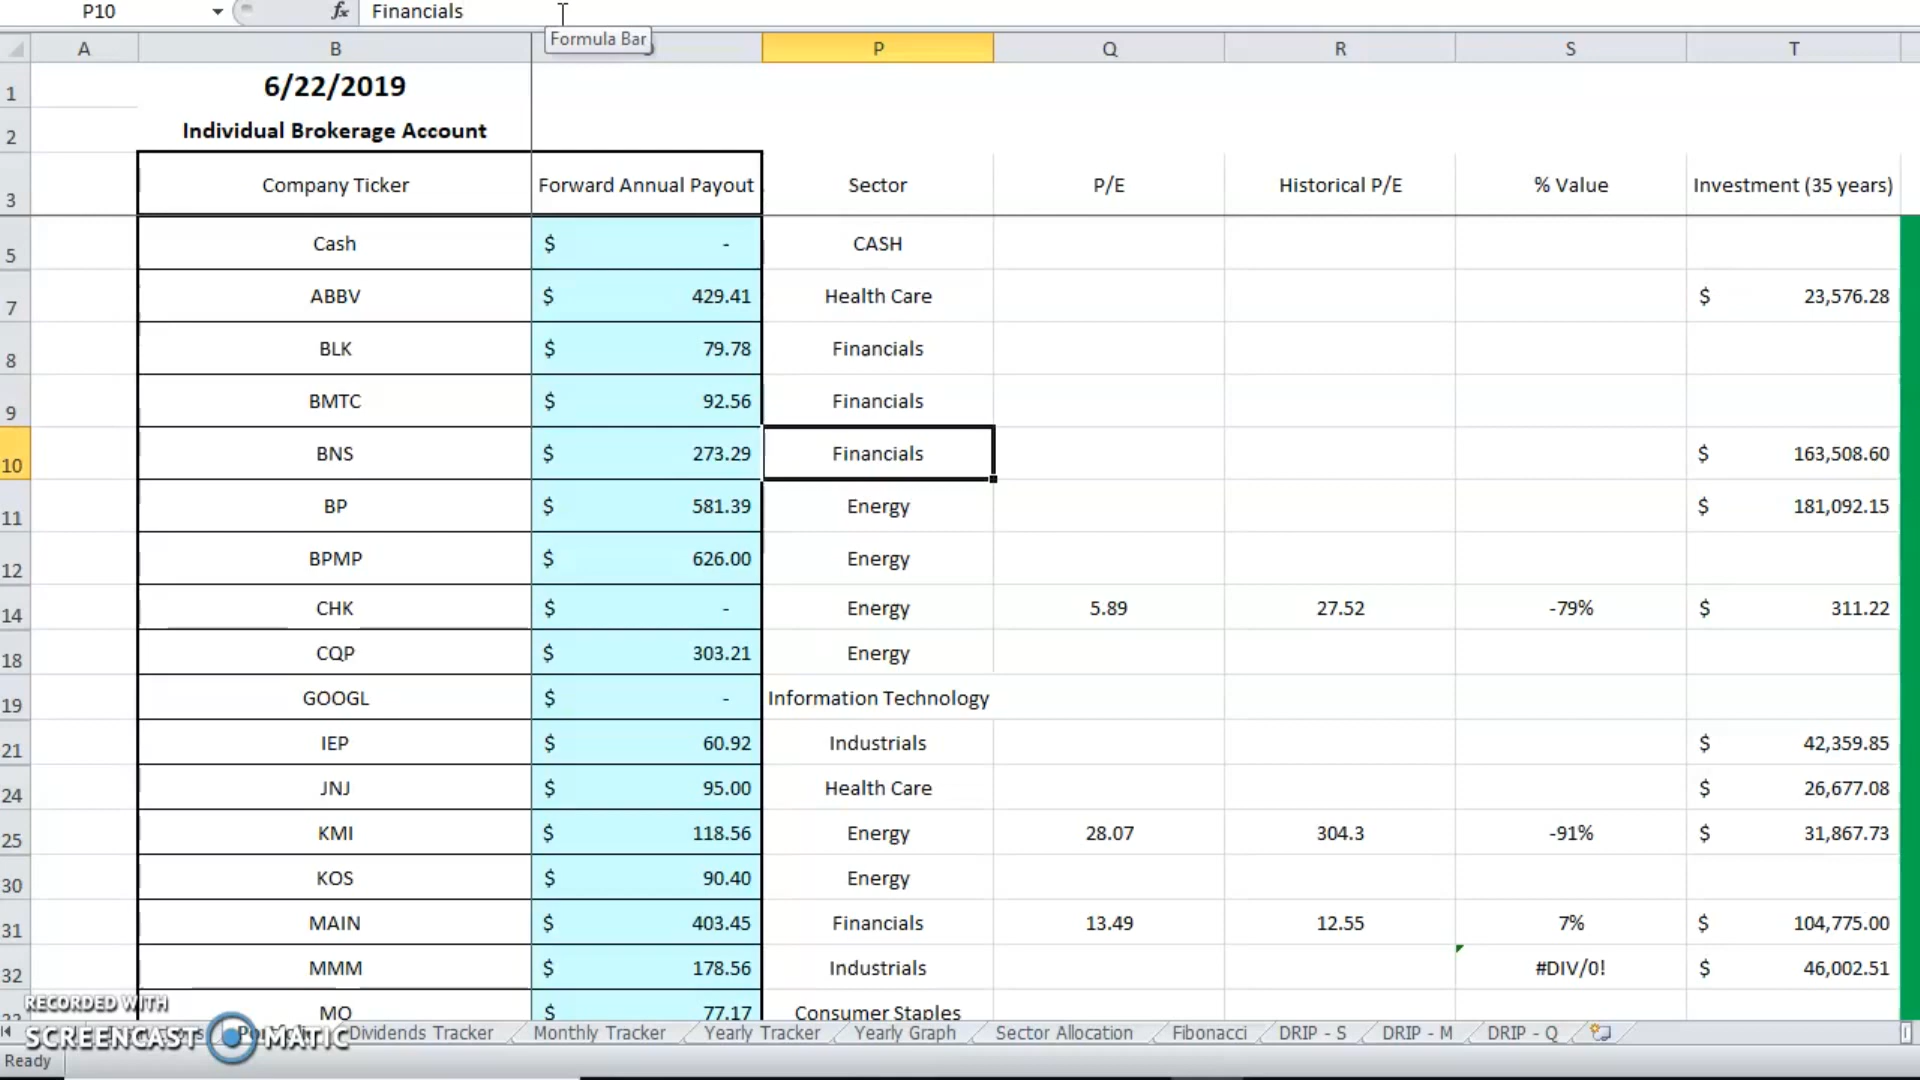 P10 fx Financials
Formula Bar
A B P Q R S T
1 6/22/2019
2 Individual Brokerage Account
3 Company Ticker Forward Annual Payout Sector P/E Historical P/E % Value Investment (35 years)
5 Cash $ - CASH
7 ABBV $ 429.41 Health Care $ 23,576.28
8 BLK $ 79.78 Financials
9 BMTC $ 92.56 Financials
10 BNS $ 273.29 Financials $ 163,508.60
11 BP $ 581.39 Energy $ 181,092.15
12 BPMP $ 626.00 Energy
14 CHK $ - Energy 5.89 27.52 -79% $ 311.22
18 CQP $ 303.21 Energy
19 GOOGL $ - Information Technology
21 IEP $ 60.92 Industrials $ 42,359.85
24 JNJ $ 95.00 Health Care $ 26,677.08
25 KMI $ 118.56 Energy 28.07 304.3 -91% $ 31,867.73
30 KOS $ 90.40 Energy
31 MAIN $ 403.45 Financials 13.49 12.55 7% $ 104,775.00
32 MMM $ 178.56 Industrials #DIV/0! $ 46,002.51
MO $ 77.17 Consumer Staples
RECORDED WITH
SCREENCAST MATIC
Dividends Tracker Monthly Tracker Yearly Tracker Yearly Graph Sector Allocation Fibonacci DRIP - S DRIP - M DRIP - Q
Ready